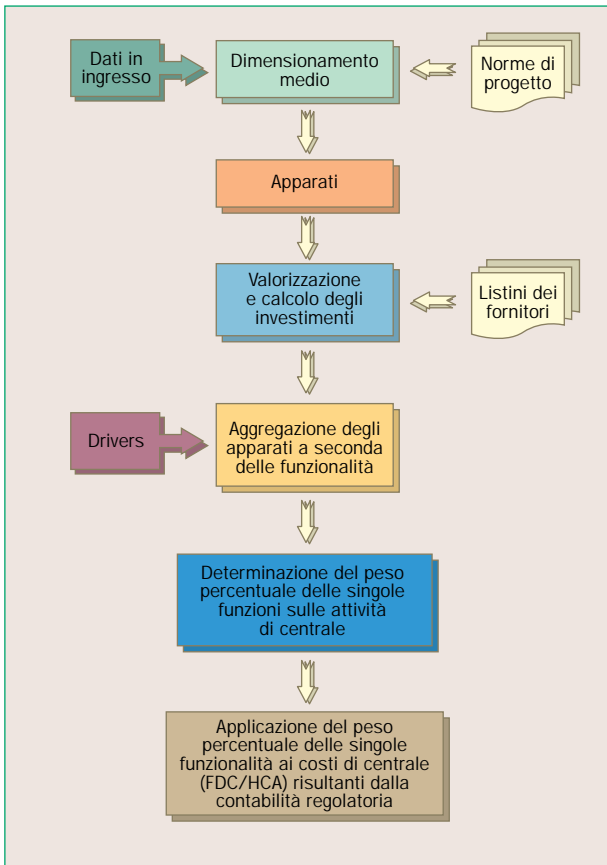 Dati in
ingresso
Dimensionamento
medio
Norme di
progetto
Apparati
Valorizzazione
e calcolo degli
investimenti
Listini dei
fornitori
Drivers
Aggregazione degli
apparati a seconda
delle funzionalità
Determinazione del peso
percentuale delle singole
funzioni sulle attività
di centrale
Applicazione del peso
percentuale delle singole
funzionalità ai costi di centrale
(FDC/HCA) risultanti dalla
contabilità regolatoria